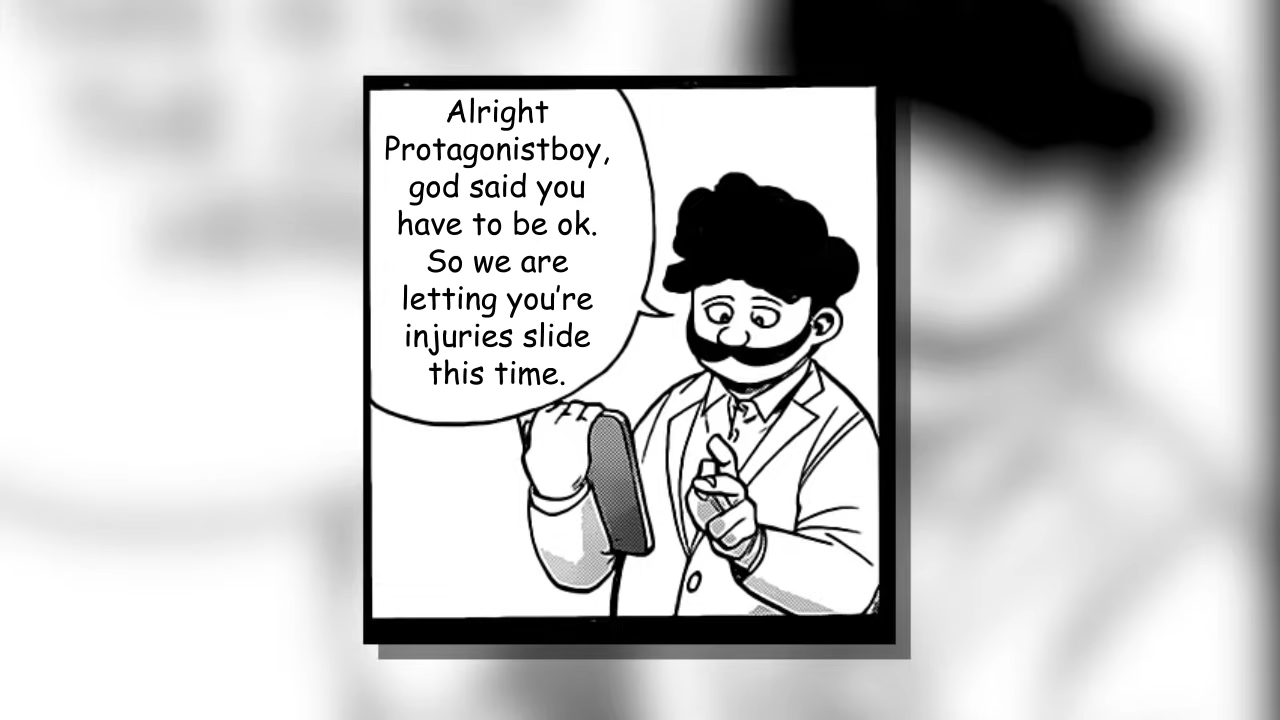 Alright
Protagonistboy,
god said you
have to be ok.
So we are
letting you're
injuries slide
this time.